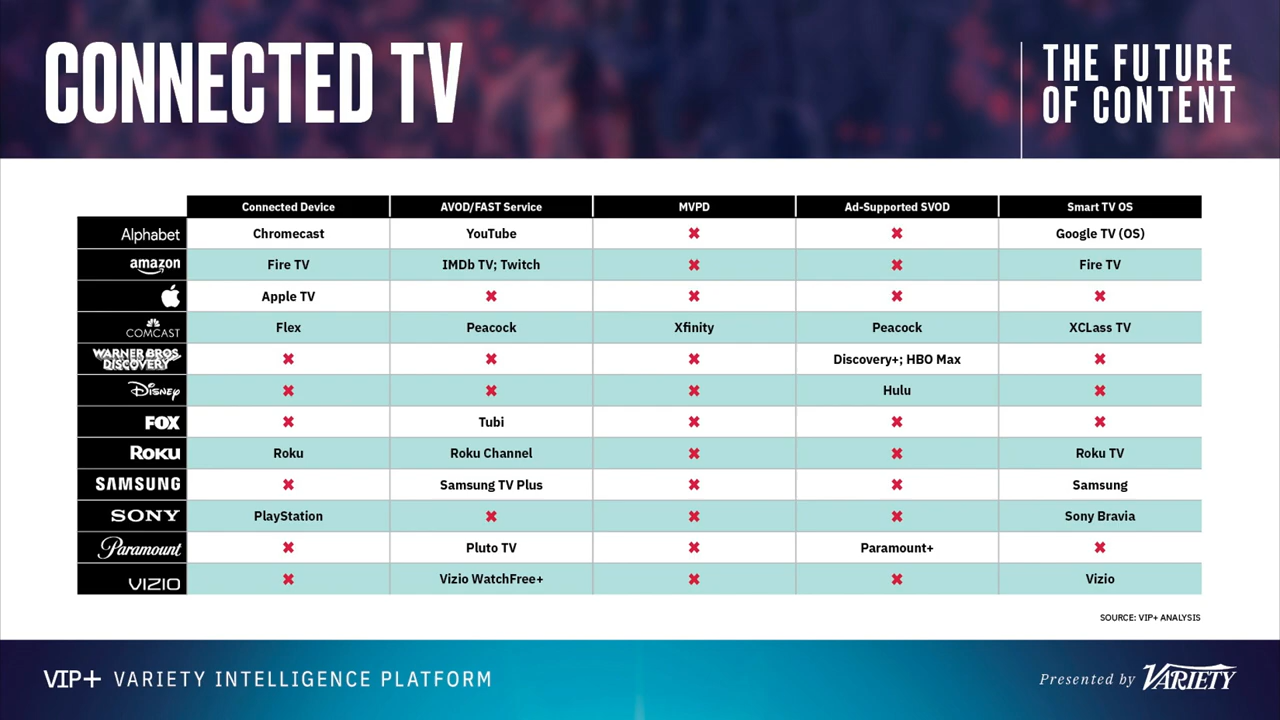 CONNECTED TV
THE FUTURE
OF CONTENT
Connected Device AVOD/FAST Service MVPD Ad-Supported SVOD Smart TV OS
Alphabet Chromecast YouTube ✖ ✖ Google TV (OS)
amazon Fire TV IMDb TV; Twitch ✖ ✖ Fire TV
Apple TV ✖ ✖ ✖ ✖
COMCAST Flex Peacock Xfinity Peacock XClass TV
WARNER BROS. DISCOVERY ✖ ✖ ✖ Discovery+; HBO Max ✖
Disney ✖ ✖ ✖ Hulu ✖
FOX ✖ Tubi ✖ ✖ ✖
ROKU Roku Roku Channel ✖ ✖ Roku TV
SAMSUNG ✖ Samsung TV Plus ✖ ✖ Samsung
SONY PlayStation ✖ ✖ ✖ Sony Bravia
Paramount ✖ Pluto TV ✖ Paramount+ ✖
VIZIO ✖ Vizio WatchFree+ ✖ ✖ Vizio
SOURCE: VIP+ ANALYSIS
VIP+ VARIETY INTELLIGENCE PLATFORM
Presented by VARIETY